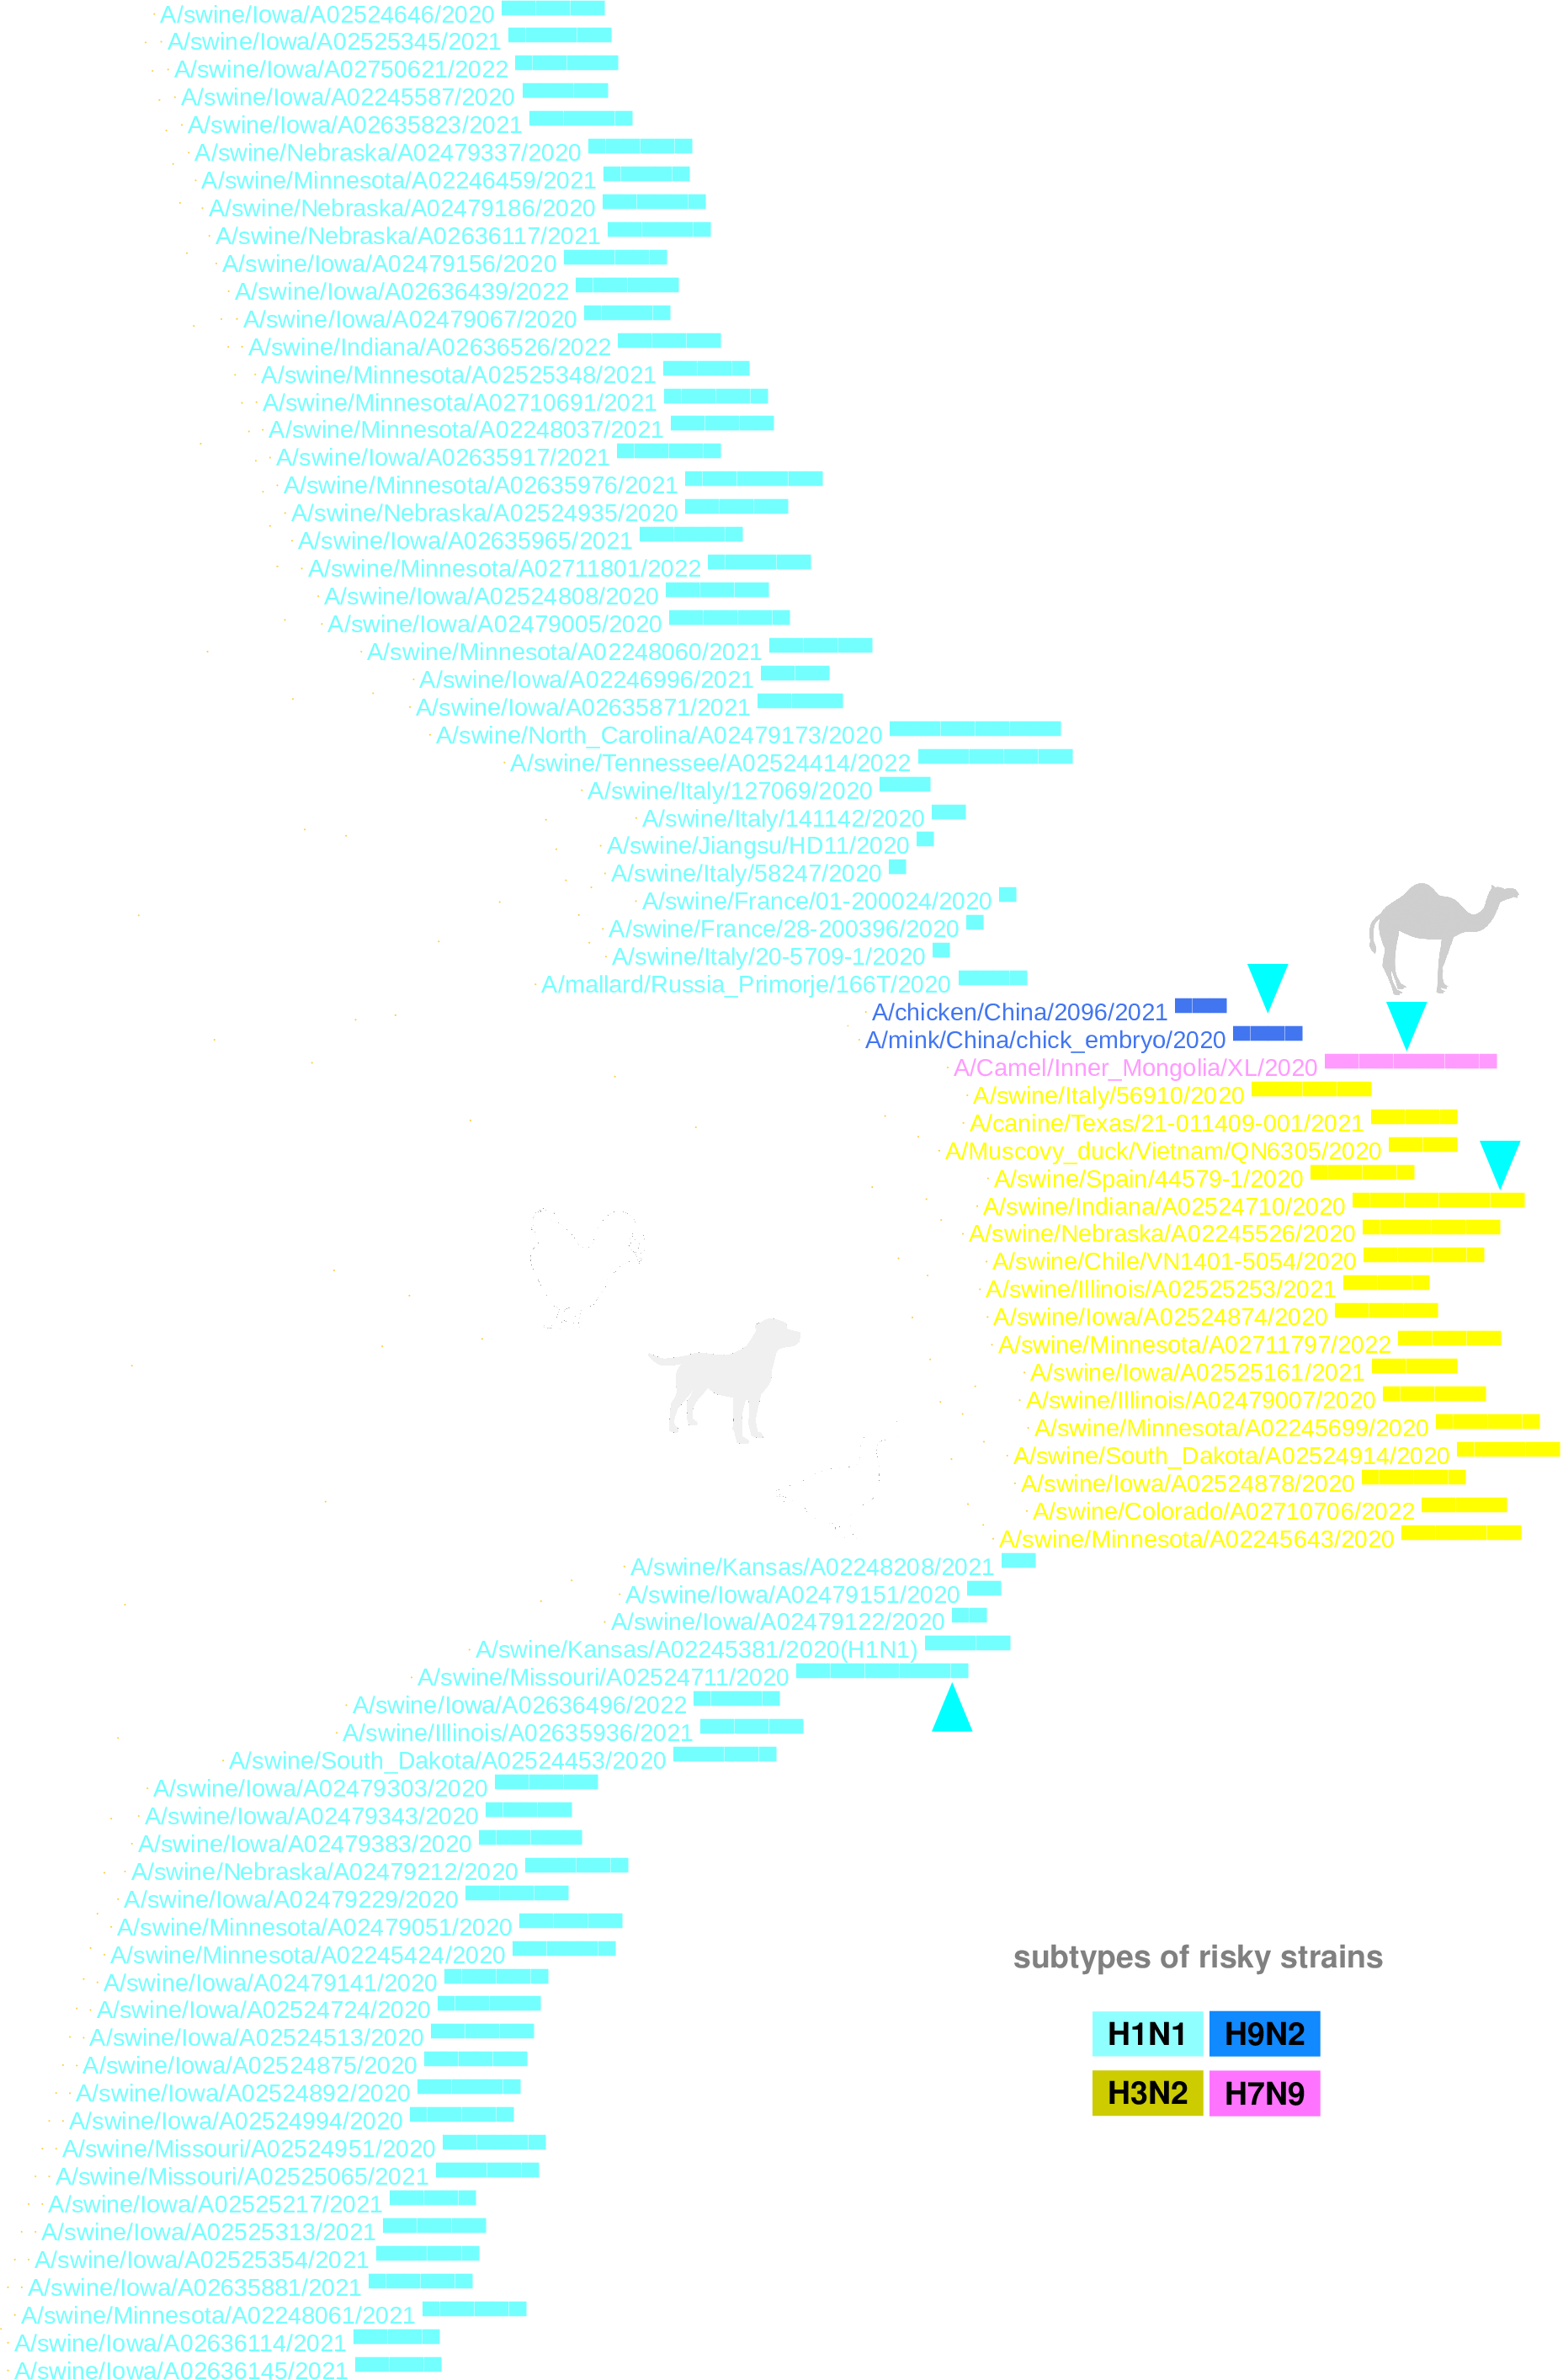 A/swine/Iowa/A02524646/2020
A/swine/Iowa/A02525345/2021
A/swine/Iowa/A02750621/2022
A/swine/Iowa/A02245587/2020
A/swine/Iowa/A02635823/2021
A/swine/Nebraska/A02479337/2020
A/swine/Minnesota/A02246459/2021
A/swine/Nebraska/A02479186/2020
A/swine/Nebraska/A02636117/2021
A/swine/Iowa/A02479156/2020
A/swine/Iowa/A02636439/2022
A/swine/Iowa/A02479067/2020
A/swine/Indiana/A02636526/2022
A/swine/Minnesota/A02525348/2021
A/swine/Minnesota/A02710691/2021
A/swine/Minnesota/A02248037/2021
A/swine/Iowa/A02635917/2021
A/swine/Minnesota/A02635976/2021
A/swine/Nebraska/A02524935/2020
A/swine/Iowa/A02635965/2021
A/swine/Minnesota/A02711801/2022
A/swine/Iowa/A02524808/2020
A/swine/Iowa/A02479005/2020
A/swine/Minnesota/A02248060/2021
A/swine/Iowa/A02246996/2021
A/swine/Iowa/A02635871/2021
A/swine/North_Carolina/A02479173/2020
A/swine/Tennessee/A02524414/2022
A/swine/Italy/127069/2020
A/swine/Italy/141142/2020
A/swine/Jiangsu/HD11/2020
A/swine/Italy/58247/2020
A/swine/France/01-200024/2020
A/swine/France/28-200396/2020
A/swine/Italy/20-5709-1/2020
A/mallard/Russia_Primorje/166T/2020
A/chicken/China/2096/2021
A/mink/China/chick_embryo/2020
A/Camel/Inner_Mongolia/XL/2020
A/swine/Italy/56910/2020
A/canine/Texas/21-011409-001/2021
A/Muscovy_duck/Vietnam/QN6305/2020
A/swine/Spain/44579-1/2020
A/swine/Indiana/A02524710/2020
A/swine/Nebraska/A02245526/2020
A/swine/Chile/VN1401-5054/2020
A/swine/Illinois/A02525253/2021
A/swine/Iowa/A02524874/2020
A/swine/Minnesota/A02711797/2022
A/swine/Iowa/A02525161/2021
A/swine/Illinois/A02479007/2020
A/swine/Minnesota/A02245699/2020
A/swine/South_Dakota/A02524914/2020
A/swine/Iowa/A02524878/2020
A/swine/Colorado/A02710706/2022
A/swine/Minnesota/A02245643/2020
A/swine/Kansas/A02248208/2021
A/swine/Iowa/A02479151/2020
A/swine/Iowa/A02479122/2020
A/swine/Kansas/A02245381/2020(H1N1)
A/swine/Missouri/A02524711/2020
A/swine/Iowa/A02636496/2022
A/swine/Illinois/A02635936/2021
A/swine/South_Dakota/A02524453/2020
A/swine/Iowa/A02479303/2020
A/swine/Iowa/A02479343/2020
A/swine/Iowa/A02479383/2020
A/swine/Nebraska/A02479212/2020
A/swine/Iowa/A02479229/2020
A/swine/Minnesota/A02479051/2020
A/swine/Minnesota/A02245424/2020
A/swine/Iowa/A02479141/2020
A/swine/Iowa/A02524724/2020
A/swine/Iowa/A02524513/2020
A/swine/Iowa/A02524875/2020
A/swine/Iowa/A02524892/2020
A/swine/Iowa/A02524994/2020
A/swine/Missouri/A02524951/2020
A/swine/Missouri/A02525065/2021
A/swine/Iowa/A02525217/2021
A/swine/Iowa/A02525313/2021
A/swine/Iowa/A02525354/2021
A/swine/Iowa/A02635881/2021
A/swine/Minnesota/A02248061/2021
A/swine/Iowa/A02636114/2021
A/swine/Iowa/A02636145/2021
subtypes of risky strains
H1N1 H9N2
H3N2 H7N9